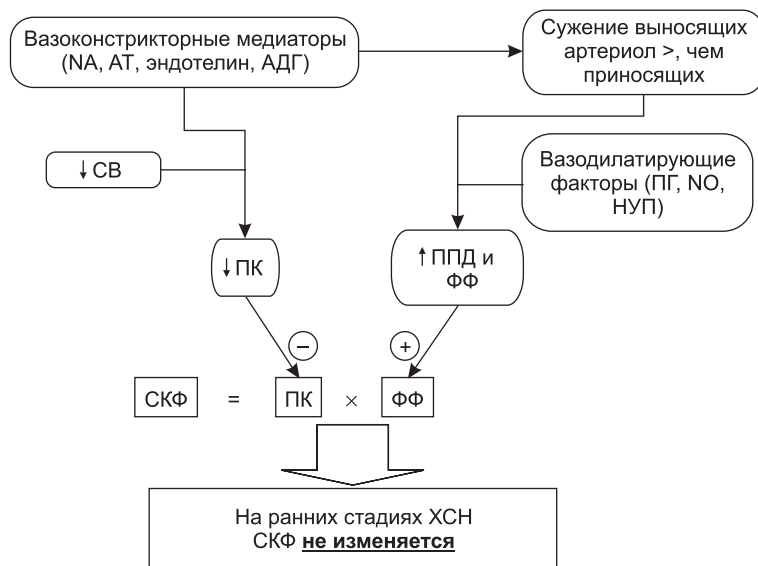 Вазоконстрикторные медиаторы
(NA, АТ, эндотелин, АДГ)
Сужение выносящих
артериол >, чем
приносящих
↓ СВ
Вазодилатирующие
факторы (ПГ, NO,
НУП)
↓ ПК
↑ ППД и
ФФ
−
+
СКФ = ПК × ФФ
На ранних стадиях ХСН
СКФ не изменяется